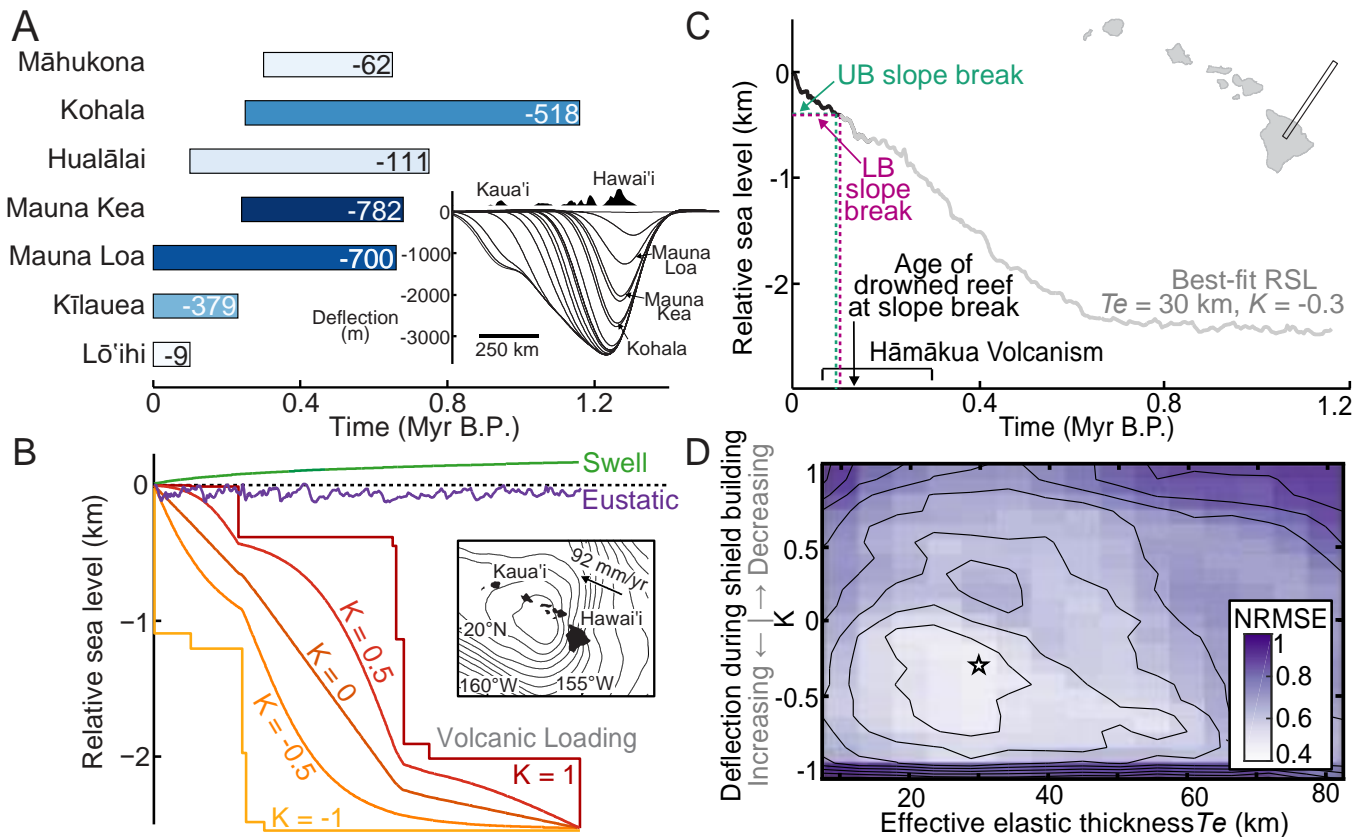 A
Māhukona
-62
Kohala
-518
Hualālai
-111
Mauna Kea
-782
Mauna Loa
-700
Kīlauea
-379
Lō‘ihi
-9
0
0.4
0.8
1.2
Time (Myr B.P.)
Kaua'i
Hawai'i
0
-1000
-2000
-3000
Deflection
(m)
250 km
Mauna
Loa
Mauna
Kea
Kohala
B
Relative sea level (km)
0
-1
-2
Swell
Eustatic
K = 0.5
K = 0
K = -0.5
K = -1
K = 1
Volcanic Loading
92 mm/yr
Kaua'i
Hawai'i
20°N
160°W
155°W
C
Relative sea level (km)
0
-1
-2
UB slope break
LB
slope
break
Age of
drowned reef
at slope break
Hāmākua Volcanism
Best-fit RSL
Te = 30 km, K = -0.3
0
0.4
0.8
1.2
Time (Myr B.P.)
D
Deflection during shield building
Increasing ← | → Decreasing
K
1
0.5
0
-0.5
-1
NRMSE
1
0.8
0.6
0.4
20
40
60
80
Effective elastic thickness Te (km)